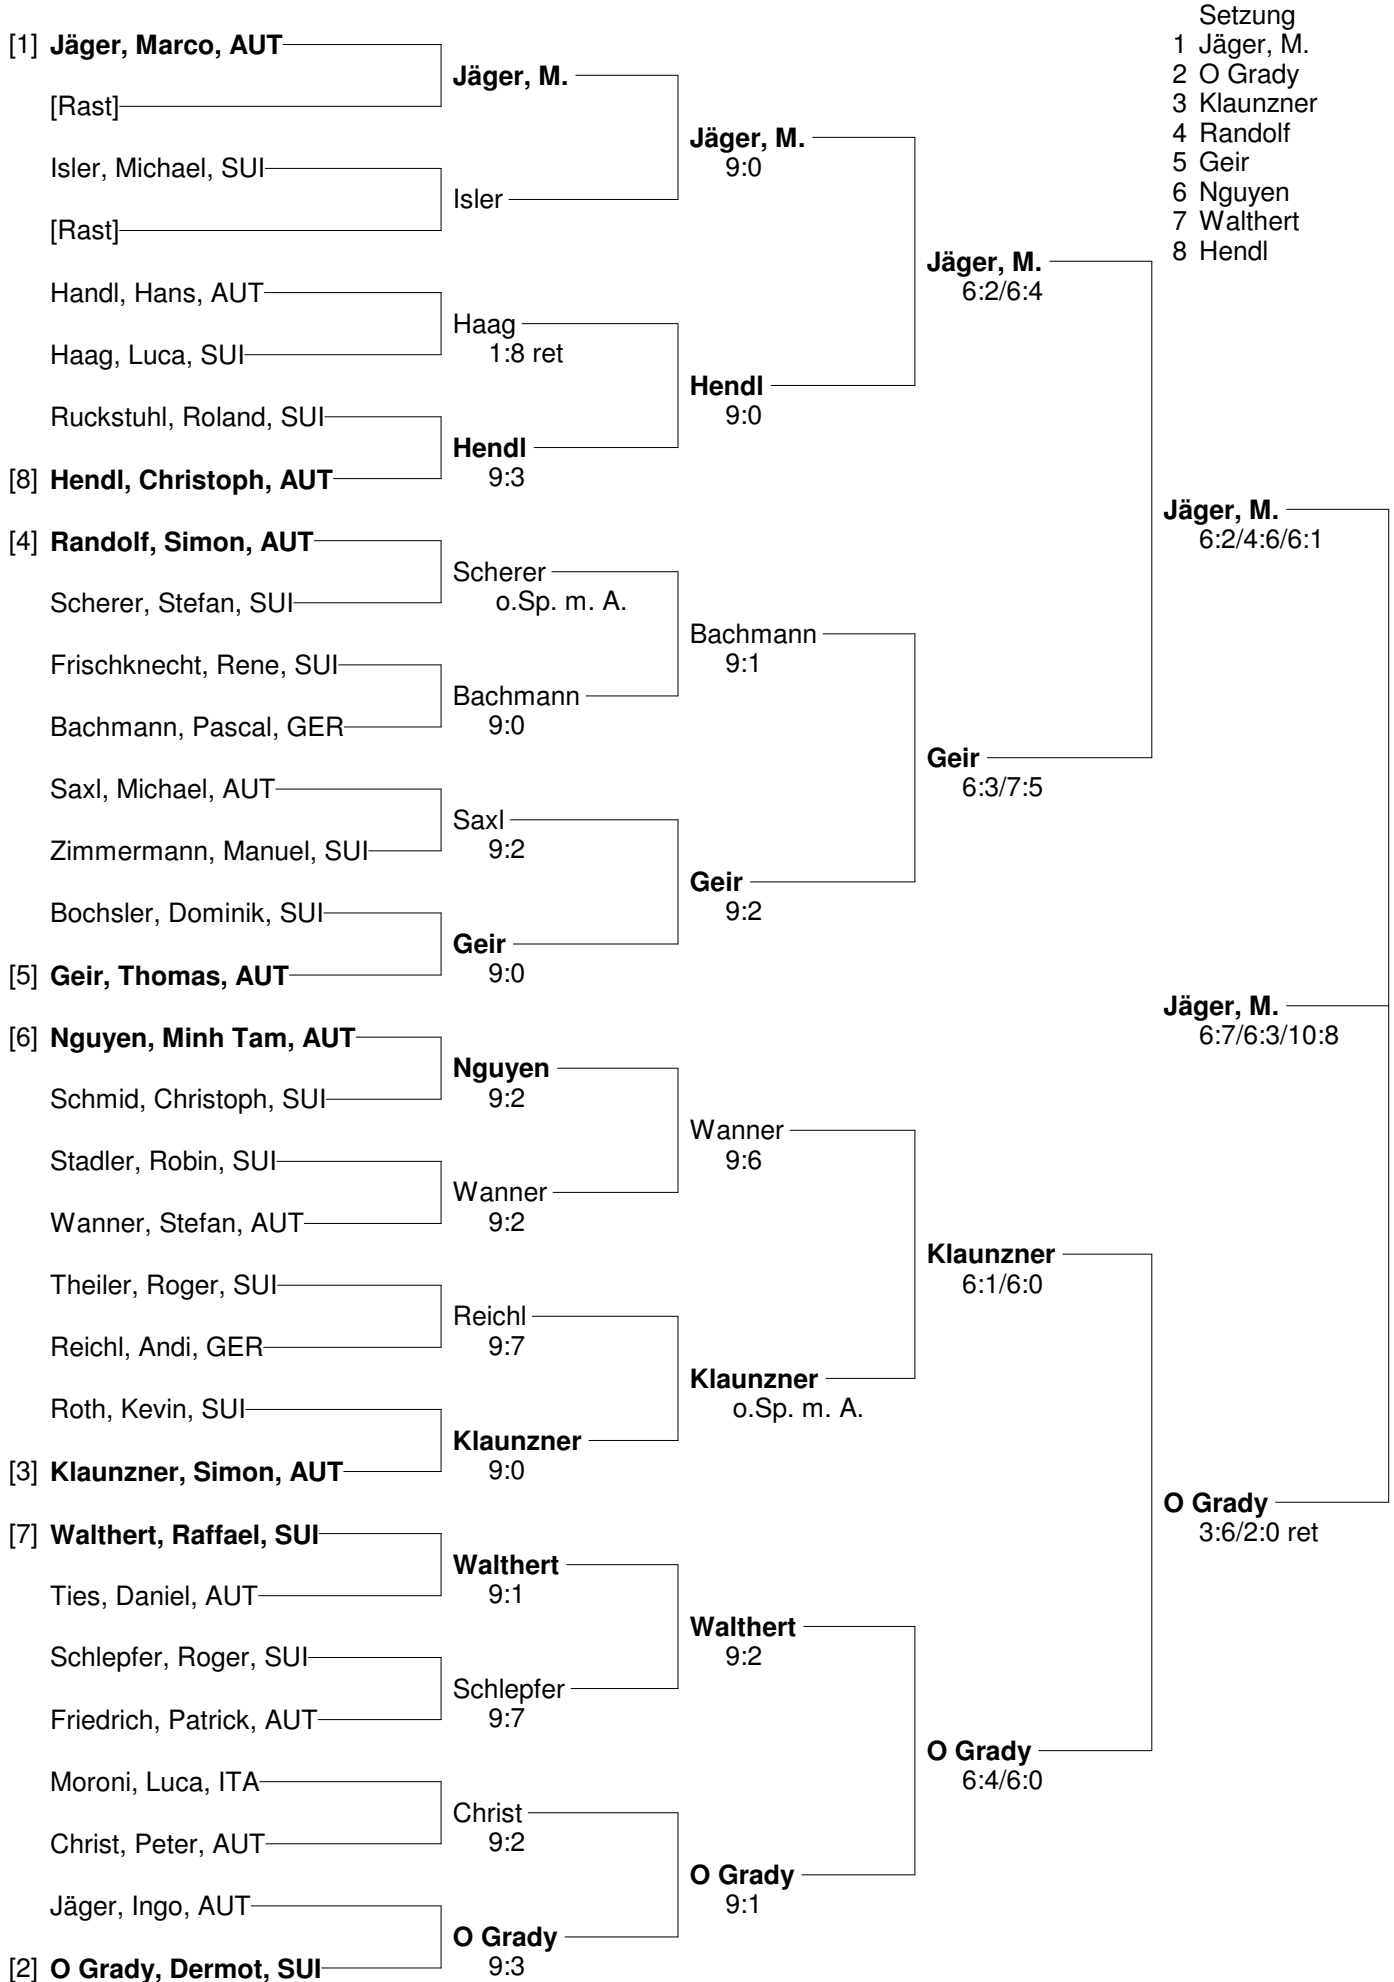 Setzung
1 Jäger, M.
2 O Grady
3 Klaunzner
4 Randolf
5 Geir
6 Nguyen
7 Walthert
8 Hendl
[1] Jäger, Marco, AUT
[Rast]
Isler, Michael, SUI
[Rast]
Handl, Hans, AUT
Haag, Luca, SUI
Ruckstuhl, Roland, SUI
[8] Hendl, Christoph, AUT
[4] Randolf, Simon, AUT
Scherer, Stefan, SUI
Frischknecht, Rene, SUI
Bachmann, Pascal, GER
Saxl, Michael, AUT
Zimmermann, Manuel, SUI
Bochsler, Dominik, SUI
[5] Geir, Thomas, AUT
[6] Nguyen, Minh Tam, AUT
Schmid, Christoph, SUI
Stadler, Robin, SUI
Wanner, Stefan, AUT
Theiler, Roger, SUI
Reichl, Andi, GER
Roth, Kevin, SUI
[3] Klaunzner, Simon, AUT
[7] Walthert, Raffael, SUI
Ties, Daniel, AUT
Schlepfer, Roger, SUI
Friedrich, Patrick, AUT
Moroni, Luca, ITA
Christ, Peter, AUT
Jäger, Ingo, AUT
[2] O Grady, Dermot, SUI
Jäger, M.
Isler
Haag
1:8 ret
Hendl
9:3
Scherer
o.Sp. m. A.
Bachmann
9:0
Saxl
9:2
Geir
9:0
Nguyen
9:2
Wanner
9:2
Reichl
9:7
Klaunzner
9:0
Walthert
9:1
Schlepfer
9:7
Christ
9:2
O Grady
9:3
Jäger, M.
9:0
Hendl
9:0
Bachmann
9:1
Geir
9:2
Wanner
9:6
Klaunzner
o.Sp. m. A.
Walthert
9:2
O Grady
9:1
Jäger, M.
6:2/6:4
Geir
6:3/7:5
Klaunzner
6:1/6:0
O Grady
6:4/6:0
Jäger, M.
6:2/4:6/6:1
O Grady
3:6/2:0 ret
Jäger, M.
6:7/6:3/10:8